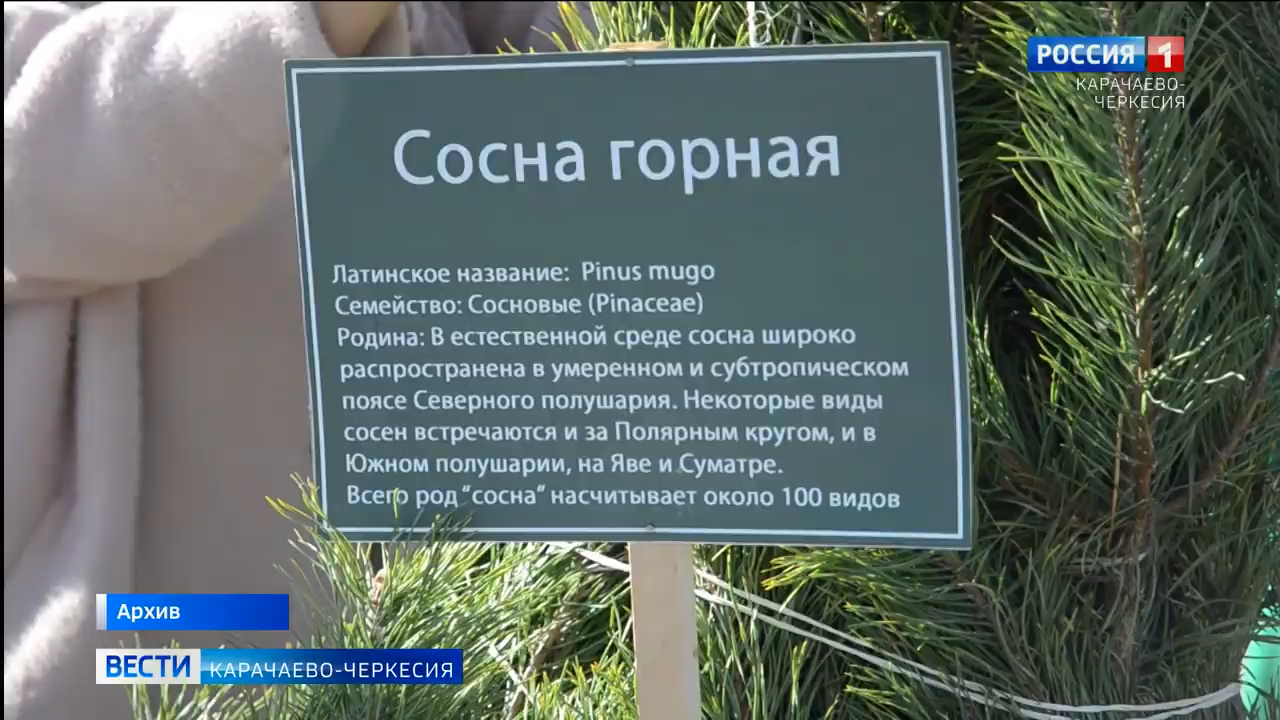 РОССИЯ 1
КАРАЧАЕВО-
ЧЕРКЕСИЯ
Сосна горная
Латинское название: Pinus mugo
Семейство: Сосновые (Pinaceae)
Родина: В естественной среде сосна широко
распространена в умеренном и субтропическом
поясе Северного полушария. Некоторые виды
сосен встречаются и за Полярным кругом, и в
Южном полушарии, на Яве и Суматре.
Всего род “сосна“ насчитывает около 100 видов
Архив
ВЕСТИ КАРАЧАЕВО-ЧЕРКЕСИЯ